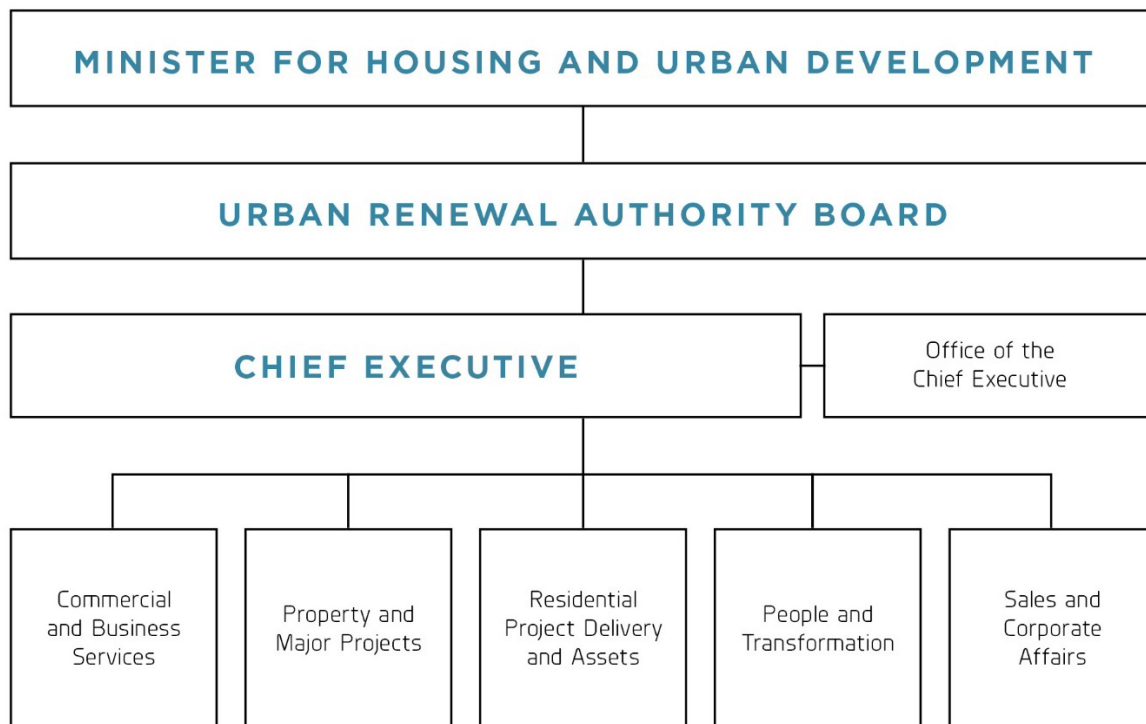 MINISTER FOR HOUSING AND URBAN DEVELOPMENT
URBAN RENEWAL AUTHORITY BOARD
CHIEF EXECUTIVE
Office of the
Chief Executive
Commercial
and Business
Services
Property and
Major Projects
Residential
Project Delivery
and Assets
People and
Transformation
Sales and
Corporate
Affairs